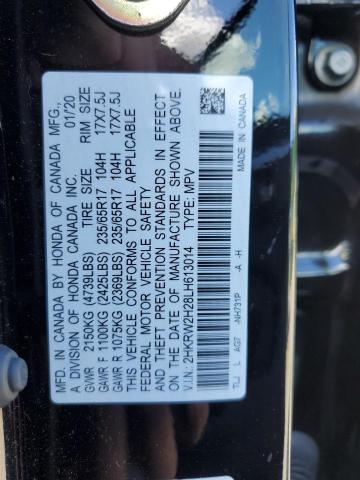 MFD. IN CANADA BY HONDA OF CANADA MFG.,
A DIVISION OF HONDA CANADA INC. 01/20
GVWR 2150KG (4739LBS) TIRE SIZE RIM SIZE
GAWR F 1100KG (2425LBS) 235/65R17 104H 17X7.5J
GAWR R 1075KG (2369LBS) 235/65R17 104H 17X7.5J
THIS VEHICLE CONFORMS TO ALL APPLICABLE
FEDERAL MOTOR VEHICLE SAFETY
THEFT PREVENTION STANDARDS IN EFFECT
ON THE DATE OF MANUFACTURE SHOWN ABOVE.
V.I.N.: 2HKRW2H28LH613014 TYPE: MPV
TLJ L AG7 -NH731P -A -H MADE IN CANADA